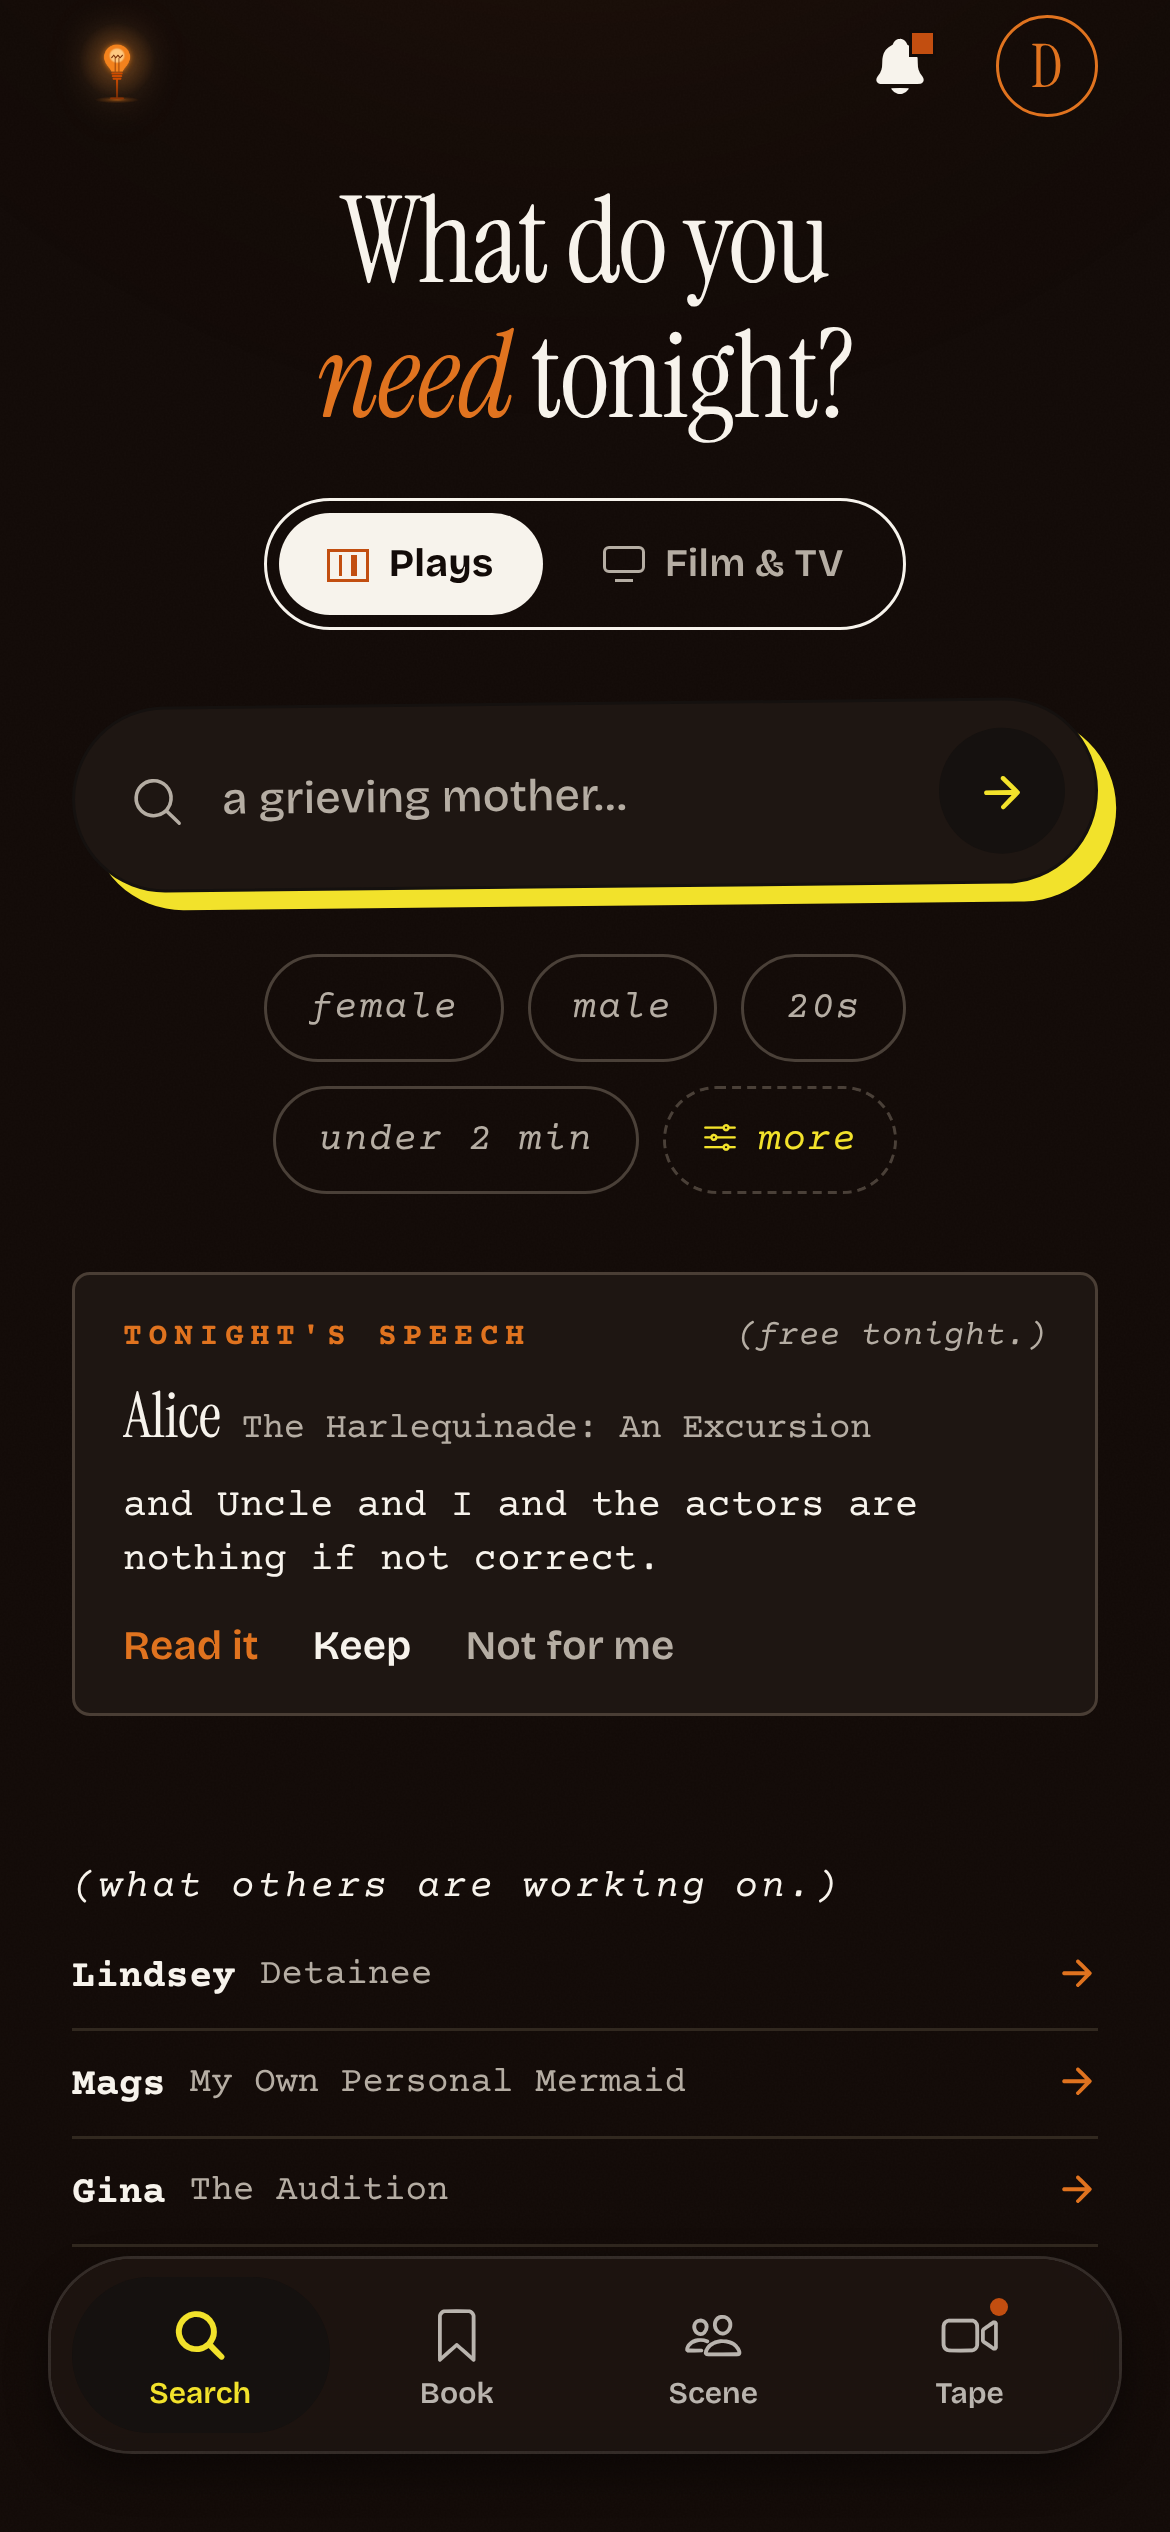 D
What do you
need tonight?
Plays
Film & TV
a grieving mother...
female
male
20s
under 2 min
more
TONIGHT'S SPEECH
(free tonight.)
Alice The Harlequinade: An Excursion
and Uncle and I and the actors are
nothing if not correct.
Read it
Keep
Not for me
(what others are working on.)
Lindsey Detainee
Mags My Own Personal Mermaid
Gina The Audition
Search
Book
Scene
Tape